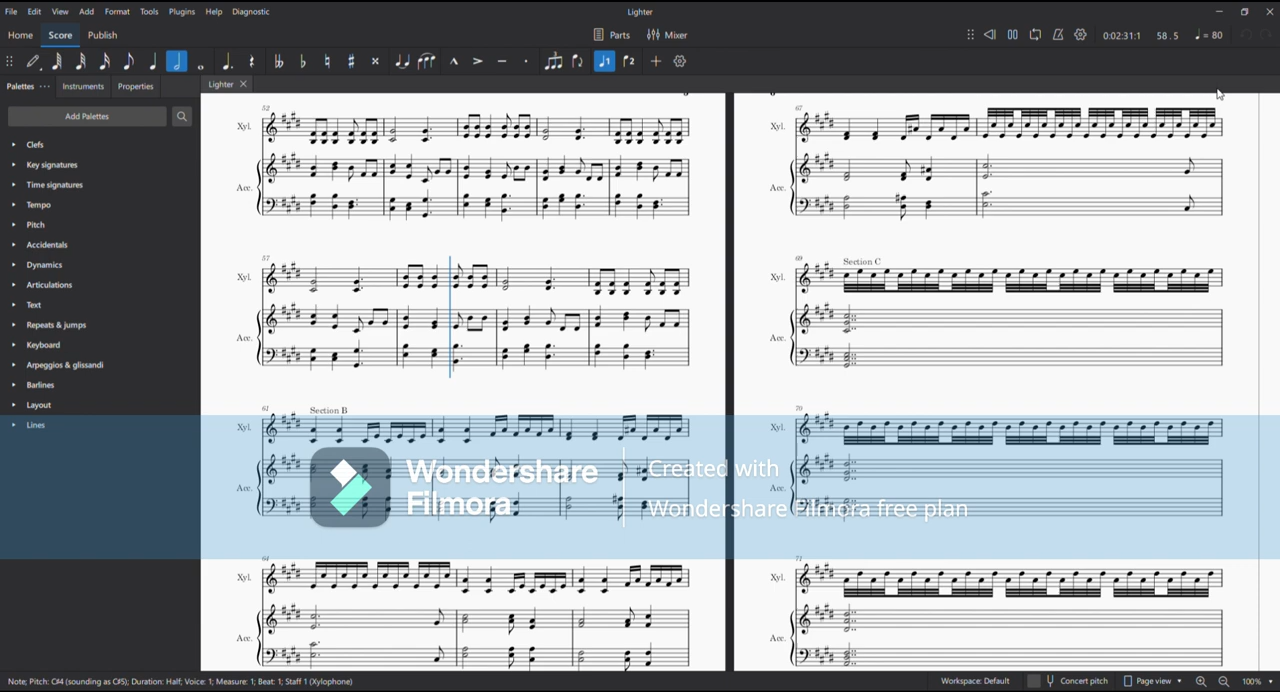 File Edit View Add Format Tools Plugins Help Diagnostic
Lighter
Home Score Publish
Parts Mixer
0:02:31:1 58 . 5 = 80
Palettes Instruments Properties
Lighter
Add Palettes
Clefs
Key signatures
Time signatures
Tempo
Pitch
Accidentals
Dynamics
Articulations
Text
Repeats & jumps
Keyboard
Arpeggios & glissandi
Barlines
Layout
Lines
52
Xyl.
Acc.
57
Xyl.
Acc.
61
Section B
Xyl.
Acc.
64
Xyl.
Acc.
67
Xyl.
Acc.
69
Section C
Xyl.
Acc.
70
Xyl.
Acc.
71
Xyl.
Acc.
Wondershare
Filmora
Created with
Wondershare Filmora free plan
Note; Pitch: C#4 (sounding as C#5); Duration: Half; Voice: 1; Measure: 1; Beat: 1; Staff 1 (Xylophone)
Workspace: Default Concert pitch Page view 100%